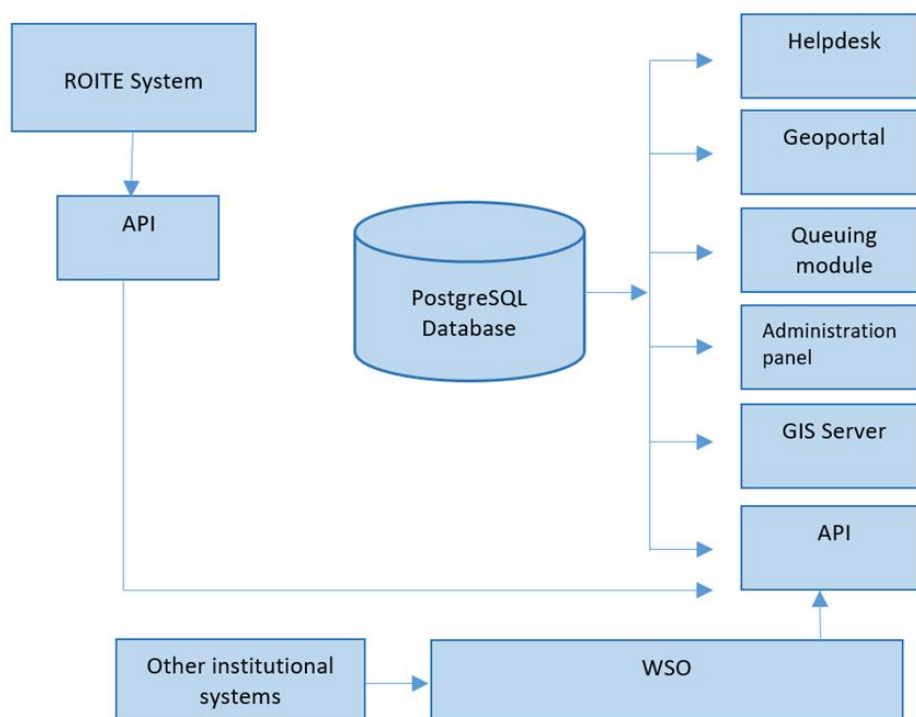 ROITE System
API
PostgreSQL
Database
Helpdesk
Geoportal
Queuing
module
Administration
panel
GIS Server
API
Other institutional
systems
WSO